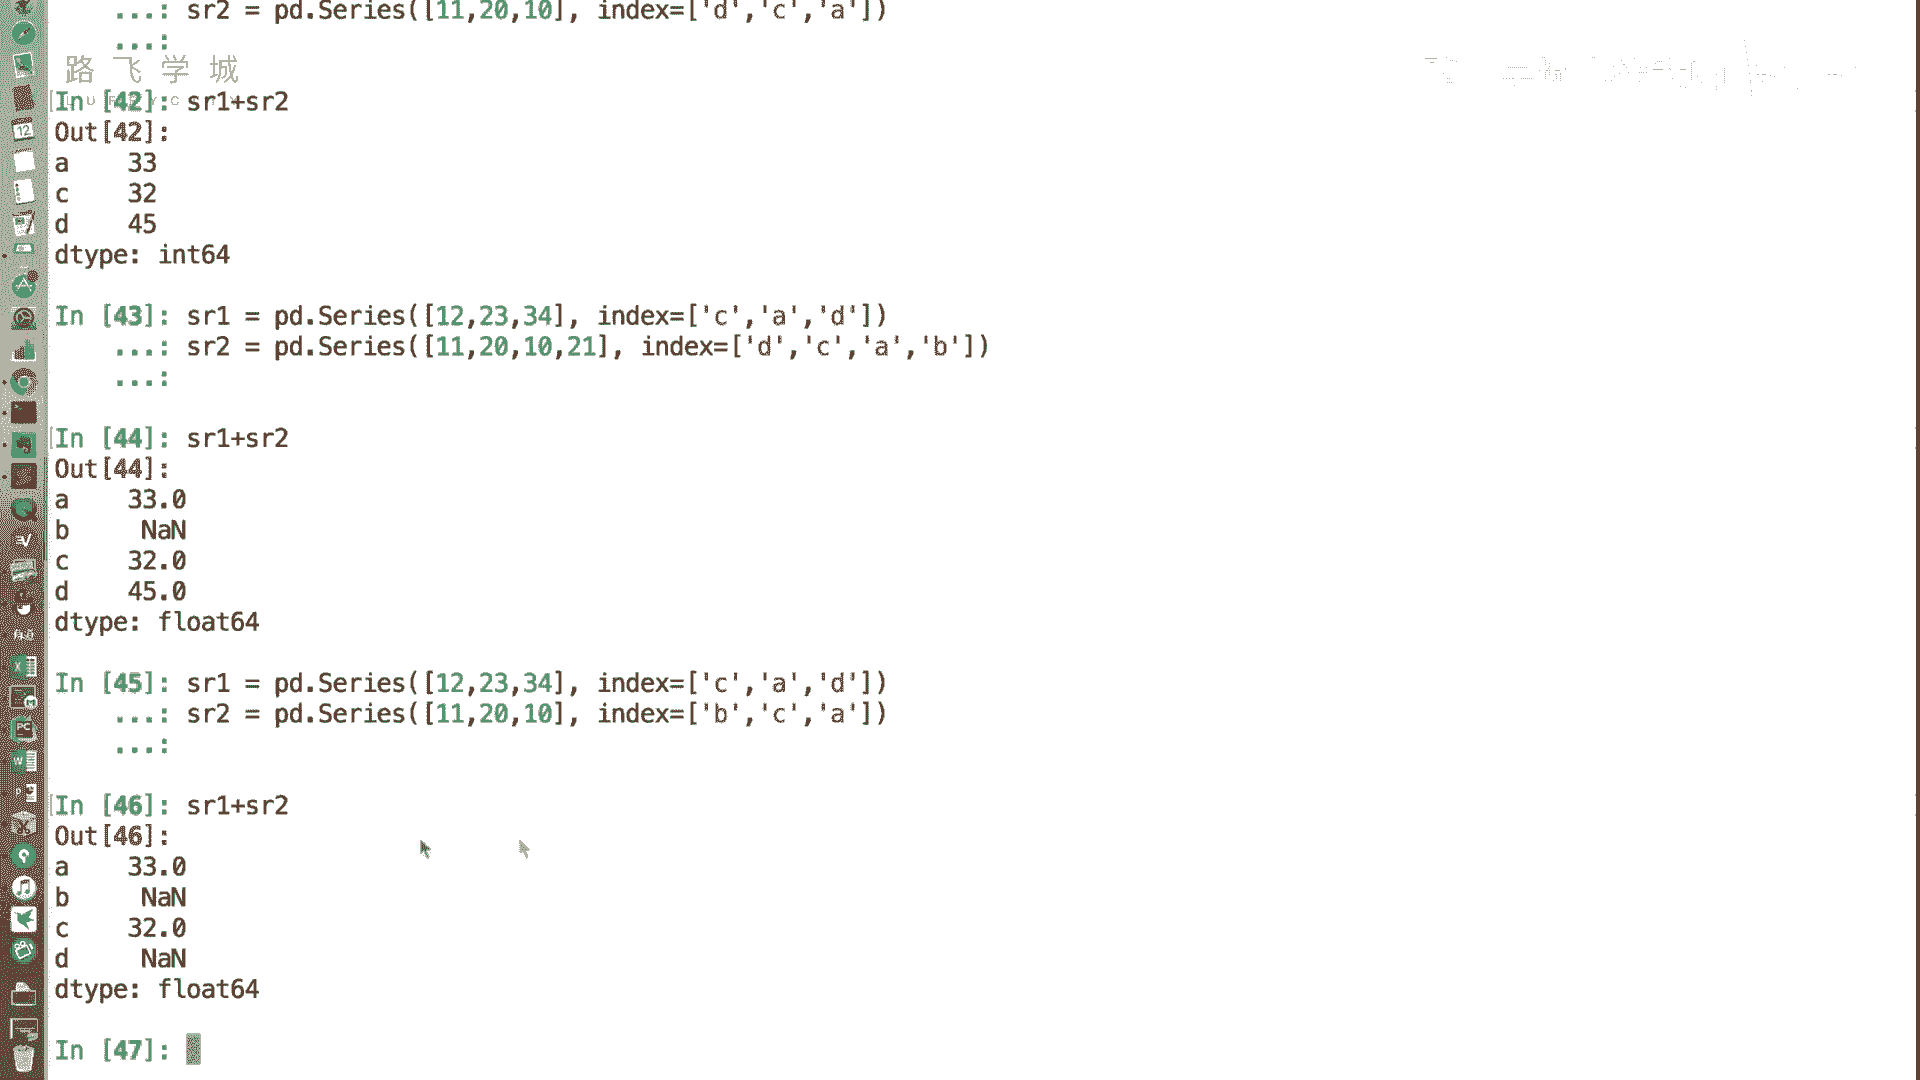 ...: sr2 = pd.Series([11,20,10], index=['d','c','a'])
...:
路飞学城
In [42]: sr1+sr2
Out[42]:
a    33
c    32
d    45
dtype: int64
In [43]: sr1 = pd.Series([12,23,34], index=['c','a','d'])
...: sr2 = pd.Series([11,20,10,21], index=['d','c','a','b'])
...:
In [44]: sr1+sr2
Out[44]:
a    33.0
b     NaN
c    32.0
d    45.0
dtype: float64
In [45]: sr1 = pd.Series([12,23,34], index=['c','a','d'])
...: sr2 = pd.Series([11,20,10], index=['b','c','a'])
...:
In [46]: sr1+sr2
Out[46]:
a    33.0
b     NaN
c    32.0
d     NaN
dtype: float64
In [47]: